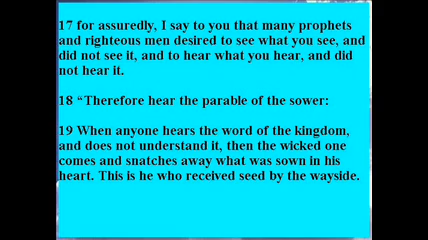 17 for assuredly, I say to you that many prophets
and righteous men desired to see what you see, and
did not see it, and to hear what you hear, and did
not hear it.
18 “Therefore hear the parable of the sower:
19 When anyone hears the word of the kingdom,
and does not understand it, then the wicked one
comes and snatches away what was sown in his
heart. This is he who received seed by the wayside.